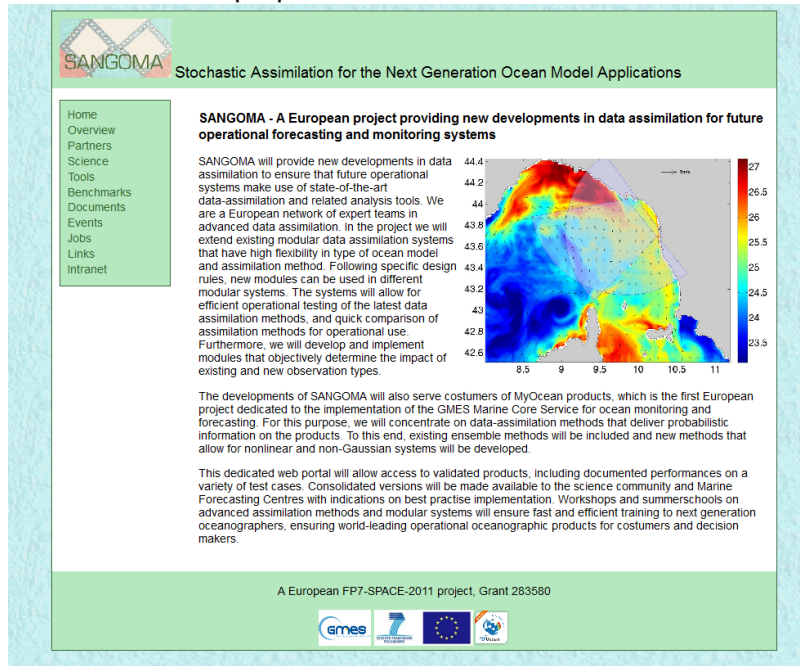 SANGOMA
Stochastic Assimilation for the Next Generation Ocean Model Applications
Home
Overview
Partners
Science
Tools
Benchmarks
Documents
Events
Jobs
Links
Intranet
SANGOMA - A European project providing new developments in data assimilation for future
operational forecasting and monitoring systems
SANGOMA will provide new developments in data
assimilation to ensure that future operational
systems make use of state-of-the-art
data-assimilation and related analysis tools. We
are a European network of expert teams in
advanced data assimilation. In the project we will
extend existing modular data assimilation systems
that have high flexibility in type of ocean model
and assimilation method. Following specific design
rules, new modules can be used in different
modular systems. The systems will allow for
efficient operational testing of the latest data
assimilation methods, and quick comparison of
assimilation methods for operational use.
Furthermore, we will develop and implement
modules that objectively determine the impact of
existing and new observation types.
44.4
44.2
44
43.8
43.6
43.4
43.2
43
42.8
42.6
8.5 9 9.5 10 10.5 11
27
26.5
26
25.5
25
24.5
24
23.5
The developments of SANGOMA will also serve costumers of MyOcean products, which is the first European
project dedicated to the implementation of the GMES Marine Core Service for ocean monitoring and
forecasting. For this purpose, we will concentrate on data-assimilation methods that deliver probabilistic
information on the products. To this end, existing ensemble methods will be included and new methods that
allow for nonlinear and non-Gaussian systems will be developed.
This dedicated web portal will allow access to validated products, including documented performances on a
variety of test cases. Consolidated versions will be made available to the science community and Marine
Forecasting Centres with indications on best practise implementation. Workshops and summerschools on
advanced assimilation methods and modular systems will ensure fast and efficient training to next generation
oceanographers, ensuring world-leading operational oceanographic products for costumers and decision
makers.
A European FP7-SPACE-2011 project, Grant 283580
Gmes